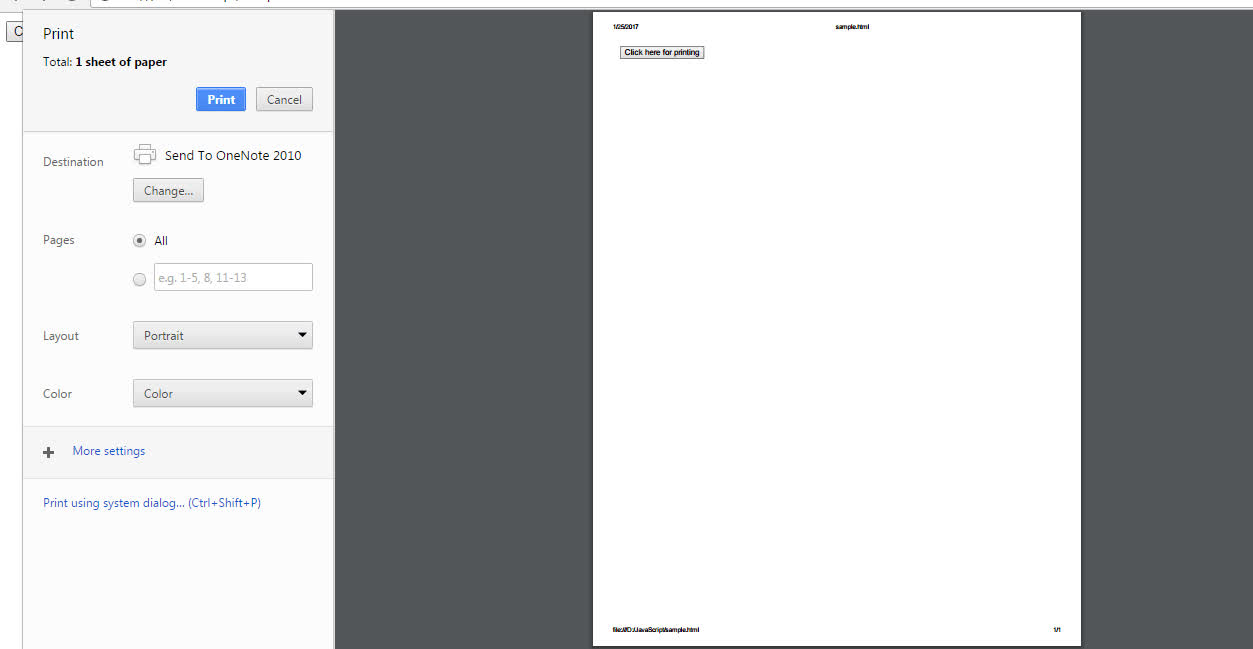 C
Print
Total: 1 sheet of paper
Print Cancel
Destination Send To OneNote 2010
Change...
Pages All
e.g. 1-5, 8, 11-13
Layout Portrait
Color Color
More settings
Print using system dialog... (Ctrl+Shift+P)
1/25/2017 sample.html
Click here for printing
file:///D:/JavaScript/sample.html 1/1